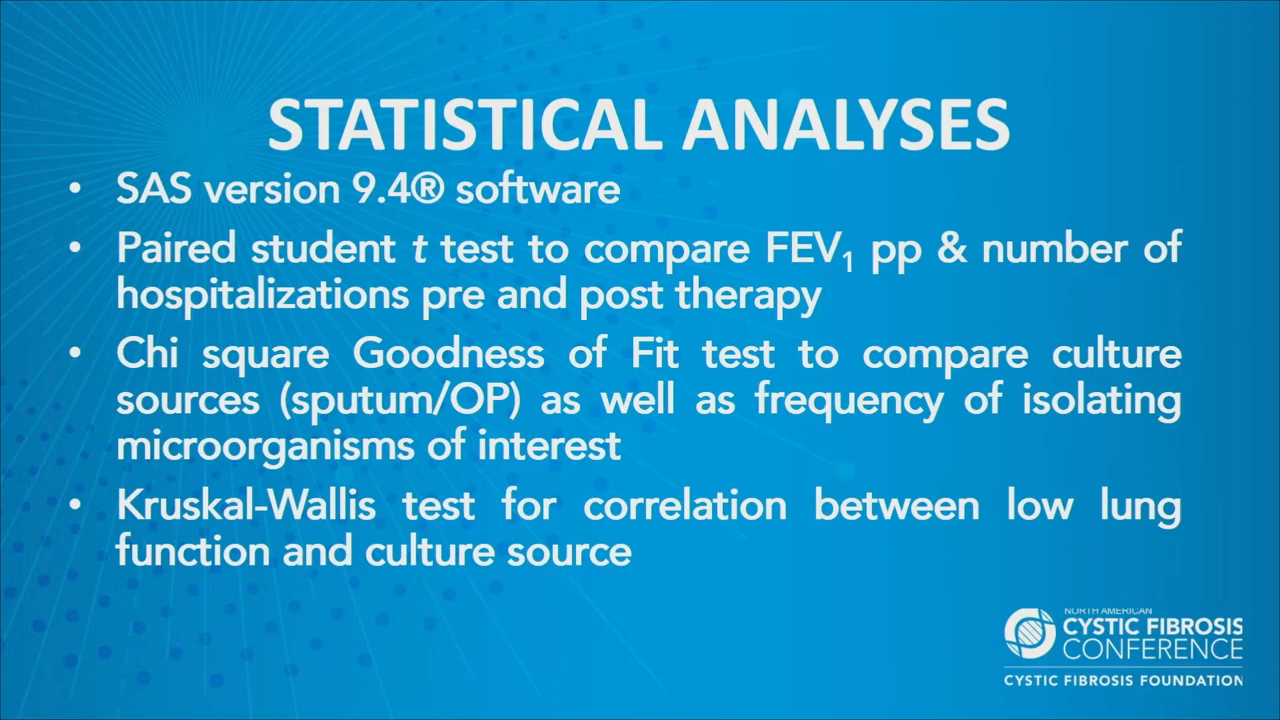 STATISTICAL ANALYSES
• SAS version 9.4® software
• Paired student t test to compare FEV₁ pp & number of
hospitalizations pre and post therapy
• Chi square Goodness of Fit test to compare culture
sources (sputum/OP) as well as frequency of isolating
microorganisms of interest
• Kruskal-Wallis test for correlation between low lung
function and culture source
NORTH AMERICAN
CYSTIC FIBROSIS
CONFERENCE
CYSTIC FIBROSIS FOUNDATION